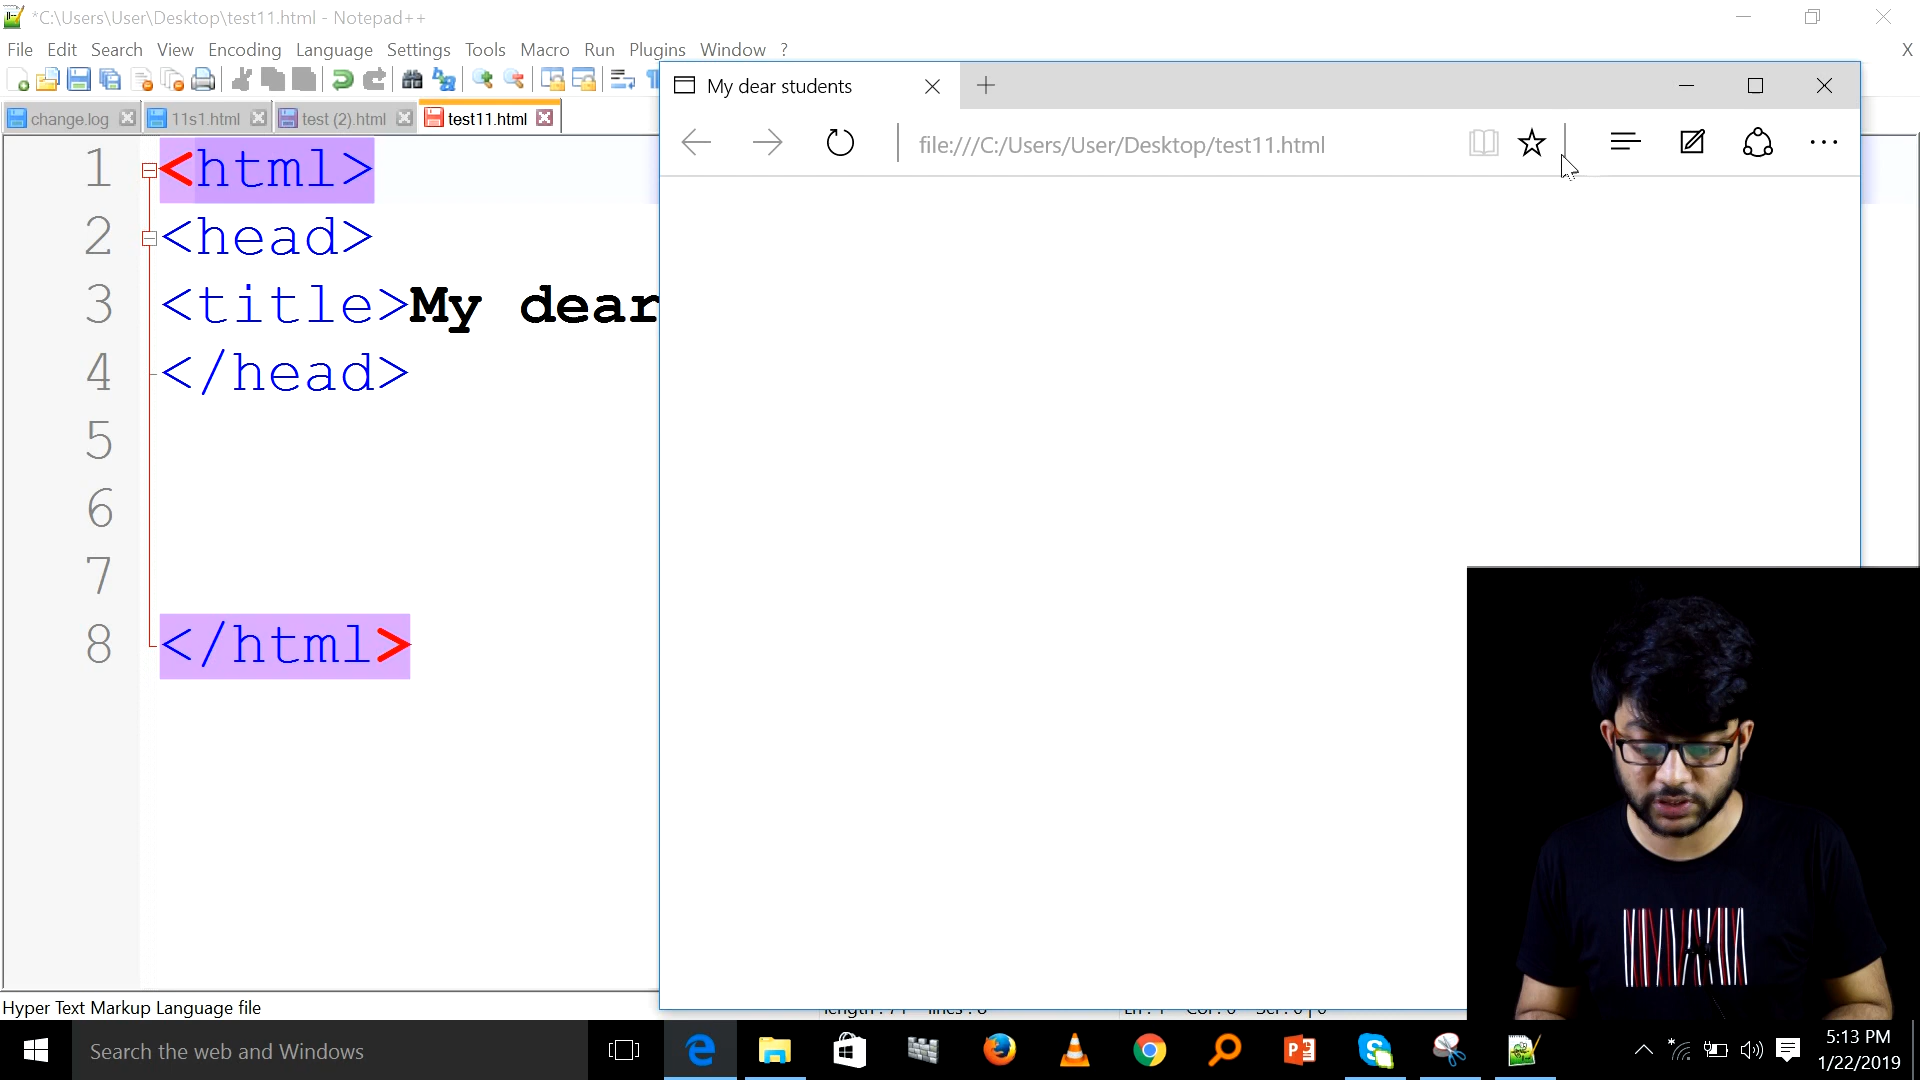 *C:\Users\User\Desktop\test11.html - Notepad++
File Edit Search View Encoding Language Settings Tools Macro Run Plugins Window ? X
change.log 11s1.html test (2).html test11.html
My dear students
file:///C:/Users/User/Desktop/test11.html
1 <html>
2 <head>
3 <title>My dear
4 </head>
5
6
7
8 </html>
Hyper Text Markup Language file
Search the web and Windows
5:13 PM
1/22/2019